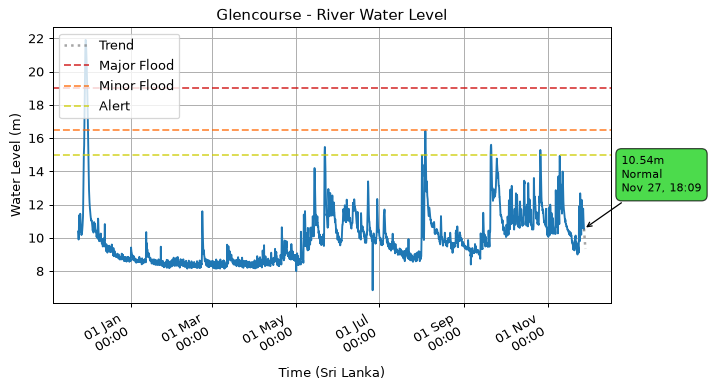 Glencourse - River Water Level
Trend
Major Flood
Minor Flood
Alert
22
20
18
16
14
12
10
8
Water Level (m)
10.54m
Normal
Nov 27, 18:09
01 Jan
00:00
01 Mar
00:00
01 May
00:00
01 Jul
00:00
01 Sep
00:00
01 Nov
00:00
Time (Sri Lanka)